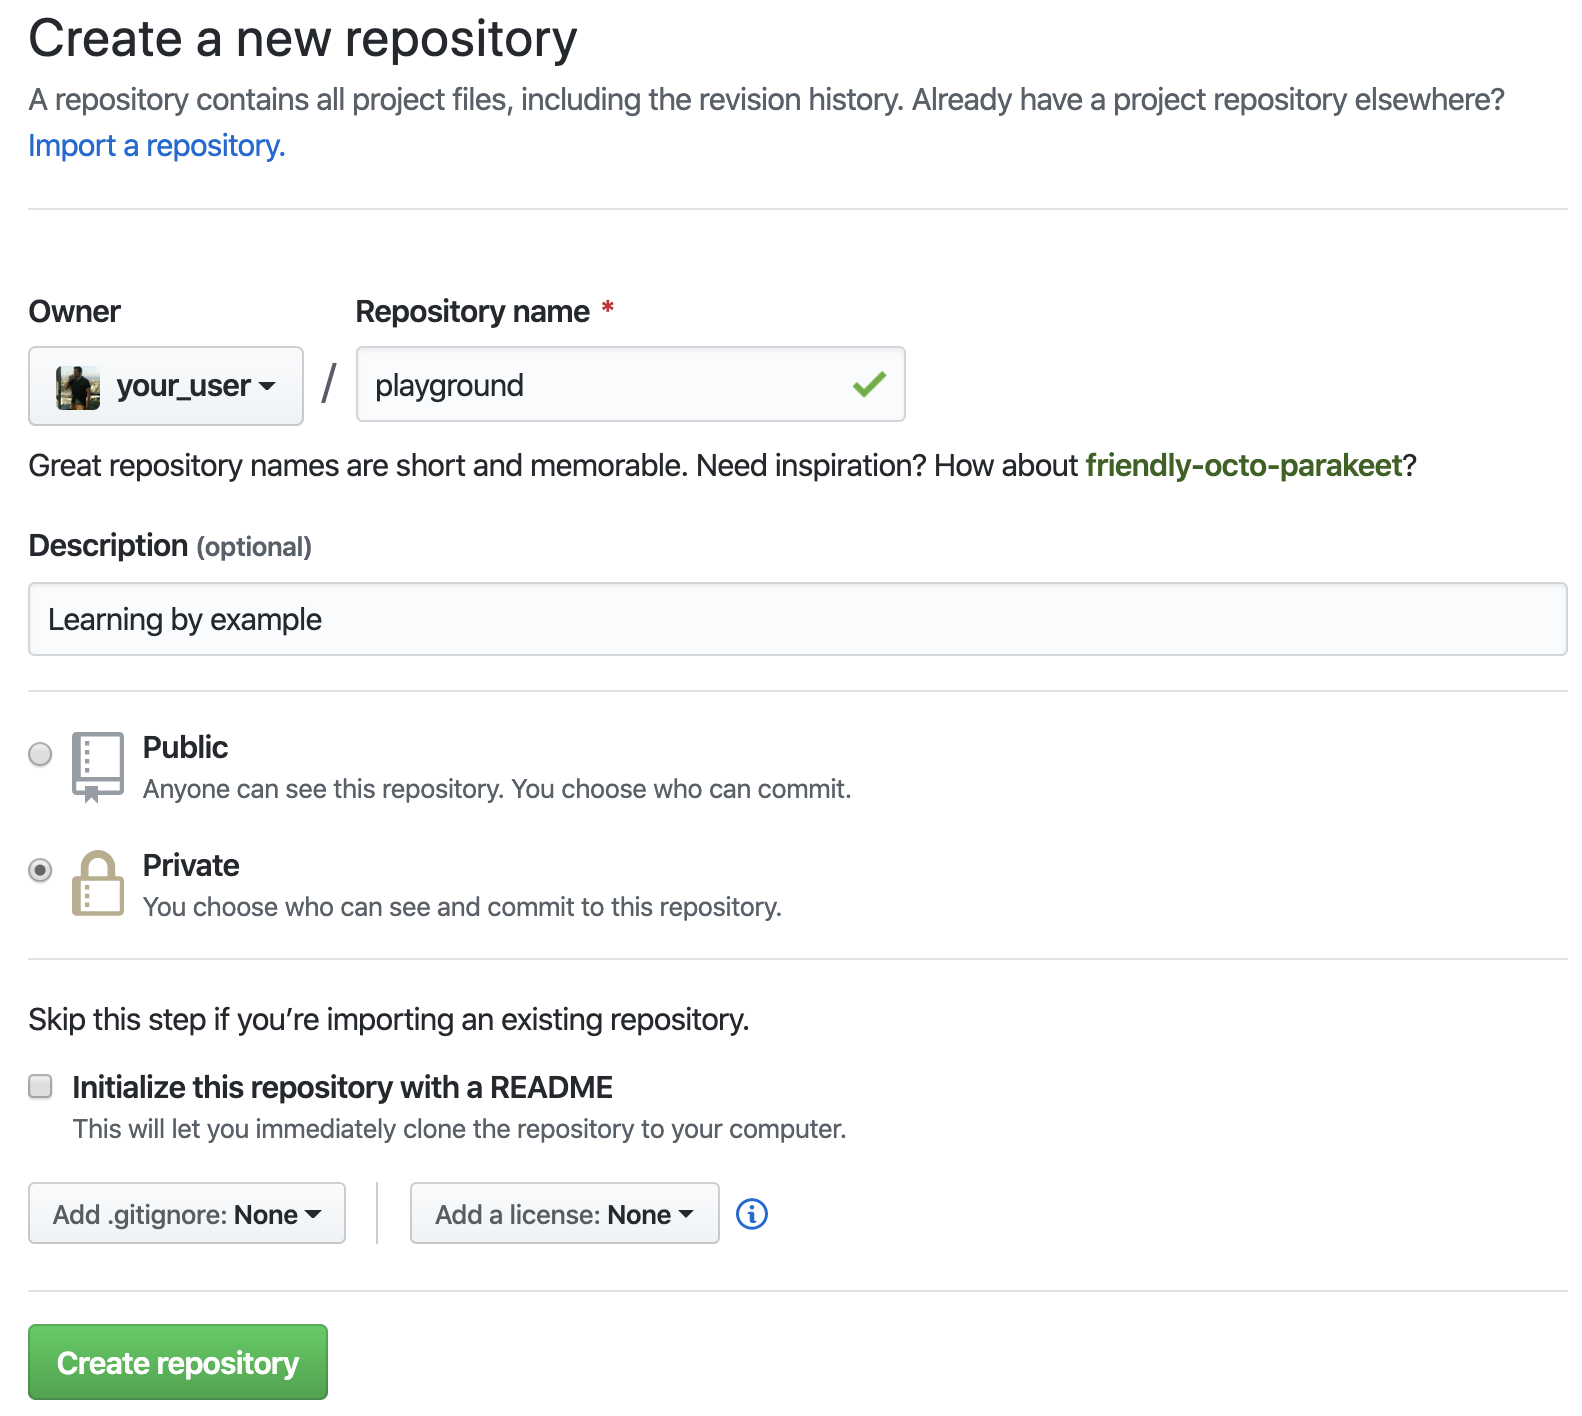 Create a new repository
A repository contains all project files, including the revision history. Already have a project repository elsewhere?
Import a repository.
Owner
Repository name *
your_user / playground
Great repository names are short and memorable. Need inspiration? How about friendly-octo-parakeet?
Description (optional)
Learning by example
Public
Anyone can see this repository. You choose who can commit.
Private
You choose who can see and commit to this repository.
Skip this step if you’re importing an existing repository.
Initialize this repository with a README
This will let you immediately clone the repository to your computer.
Add .gitignore: None
Add a license: None
Create repository